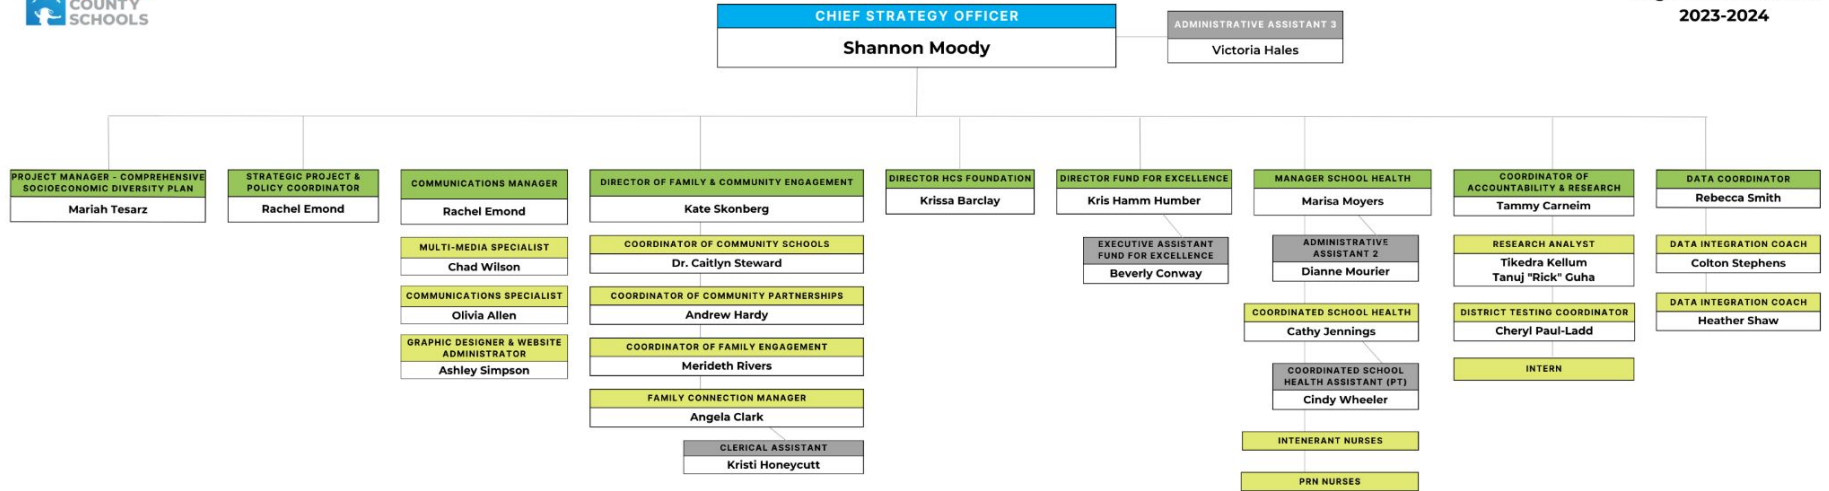 COUNTY
SCHOOLS
CHIEF STRATEGY OFFICER
Shannon Moody
ADMINISTRATIVE ASSISTANT 3
Victoria Hales
2023-2024
PROJECT MANAGER - COMPREHENSIVE
SOCIOECONOMIC DIVERSITY PLAN
Mariah Tesarz
STRATEGIC PROJECT &
POLICY COORDINATOR
Rachel Emond
COMMUNICATIONS MANAGER
Rachel Emond
MULTI-MEDIA SPECIALIST
Chad Wilson
COMMUNICATIONS SPECIALIST
Olivia Allen
GRAPHIC DESIGNER & WEBSITE
ADMINISTRATOR
Ashley Simpson
DIRECTOR OF FAMILY & COMMUNITY ENGAGEMENT
Kate Skonberg
COORDINATOR OF COMMUNITY SCHOOLS
Dr. Caitlyn Steward
COORDINATOR OF COMMUNITY PARTNERSHIPS
Andrew Hardy
COORDINATOR OF FAMILY ENGAGEMENT
Merideth Rivers
FAMILY CONNECTION MANAGER
Angela Clark
CLERICAL ASSISTANT
Kristi Honeycutt
DIRECTOR HCS FOUNDATION
Krissa Barclay
DIRECTOR FUND FOR EXCELLENCE
Kris Hamm Humber
EXECUTIVE ASSISTANT
FUND FOR EXCELLENCE
Beverly Conway
MANAGER SCHOOL HEALTH
Marisa Moyers
ADMINISTRATIVE
ASSISTANT 2
Dianne Mourier
COORDINATED SCHOOL HEALTH
Cathy Jennings
COORDINATED SCHOOL
HEALTH ASSISTANT (PT)
Cindy Wheeler
INTENERANT NURSES
PRN NURSES
COORDINATOR OF
ACCOUNTABILITY & RESEARCH
Tammy Carneim
RESEARCH ANALYST
Tikedra Kellum
Tanuj "Rick" Guha
DISTRICT TESTING COORDINATOR
Cheryl Paul-Ladd
INTERN
DATA COORDINATOR
Rebecca Smith
DATA INTEGRATION COACH
Colton Stephens
DATA INTEGRATION COACH
Heather Shaw